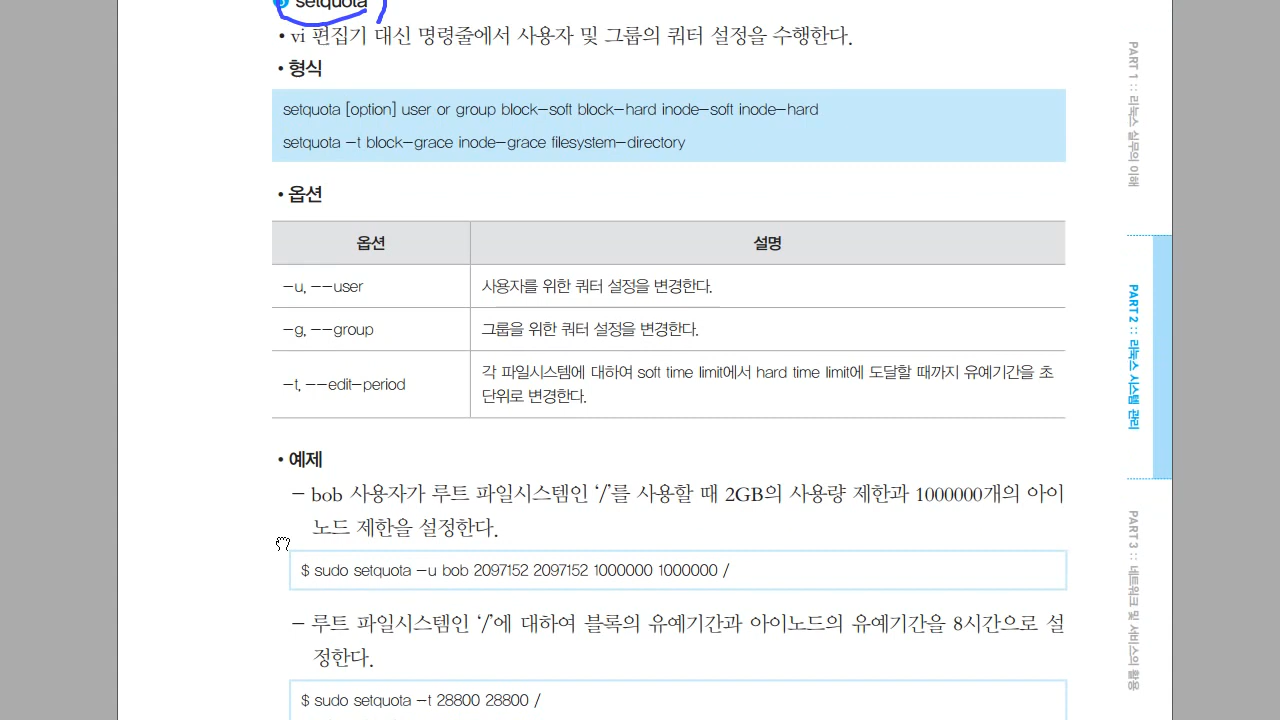 setquota
• vi 편집기 대신 명령줄에서 사용자 및 그룹의 쿼터 설정을 수행한다.
• 형식
setquota [option] user or group block-soft block-hard inode-soft inode-hard
setquota -t block-grace inode-grace filesystem-directory
• 옵션
옵션 설명
-u, --user 사용자를 위한 쿼터 설정을 변경한다.
-g, --group 그룹을 위한 쿼터 설정을 변경한다.
-t, --edit-period 각 파일시스템에 대하여 soft time limit에서 hard time limit에 도달할 때까지 유예기간을 초
단위로 변경한다.
• 예제
- bob 사용자가 루트 파일시스템인 '/'를 사용할 때 2GB의 사용량 제한과 1000000개의 아이
노드 제한을 설정한다.
$ sudo setquota -u bob 2097152 2097152 1000000 1000000 /
- 루트 파일시스템인 '/'에 대하여 블록의 유예기간과 아이노드의 유예기간을 8시간으로 설
정한다.
$ sudo setquota -t 28800 28800 /
PART 1 :: 리눅스 실무의 이해
PART 2 :: 리눅스 시스템 관리
PART 3 :: 네트워크 및 서비스의 활용